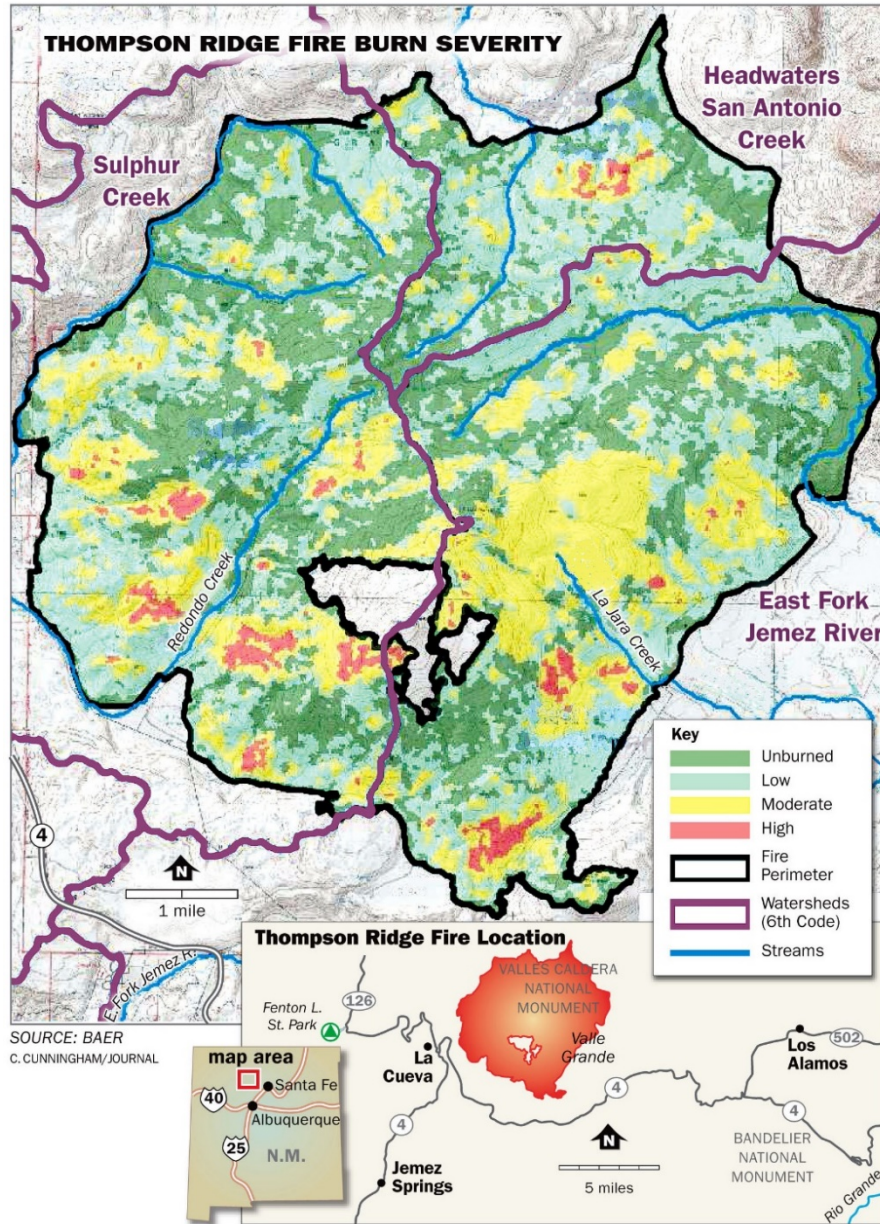 THOMPSON RIDGE FIRE BURN SEVERITY
Headwaters
San Antonio
Creek
Sulphur
Creek
Redondo Creek
La Jara Creek
East Fork
Jemez River
Key
Unburned
Low
Moderate
High
Fire
Perimeter
Watersheds
(6th Code)
Streams
4
N
1 mile
E. Fork Jemez R.
SOURCE: BAER
C. CUNNINGHAM/JOURNAL
Thompson Ridge Fire Location
VALLES CALDERA
NATIONAL
MONUMENT
126
Fenton L.
St. Park
Valle
Grande
La
Cueva
Los
Alamos
502
4
4
4
N
5 miles
BANDELIER
NATIONAL
MONUMENT
Jemez
Springs
Rio Grande
map area
Santa Fe
40
Albuquerque
25
N.M.